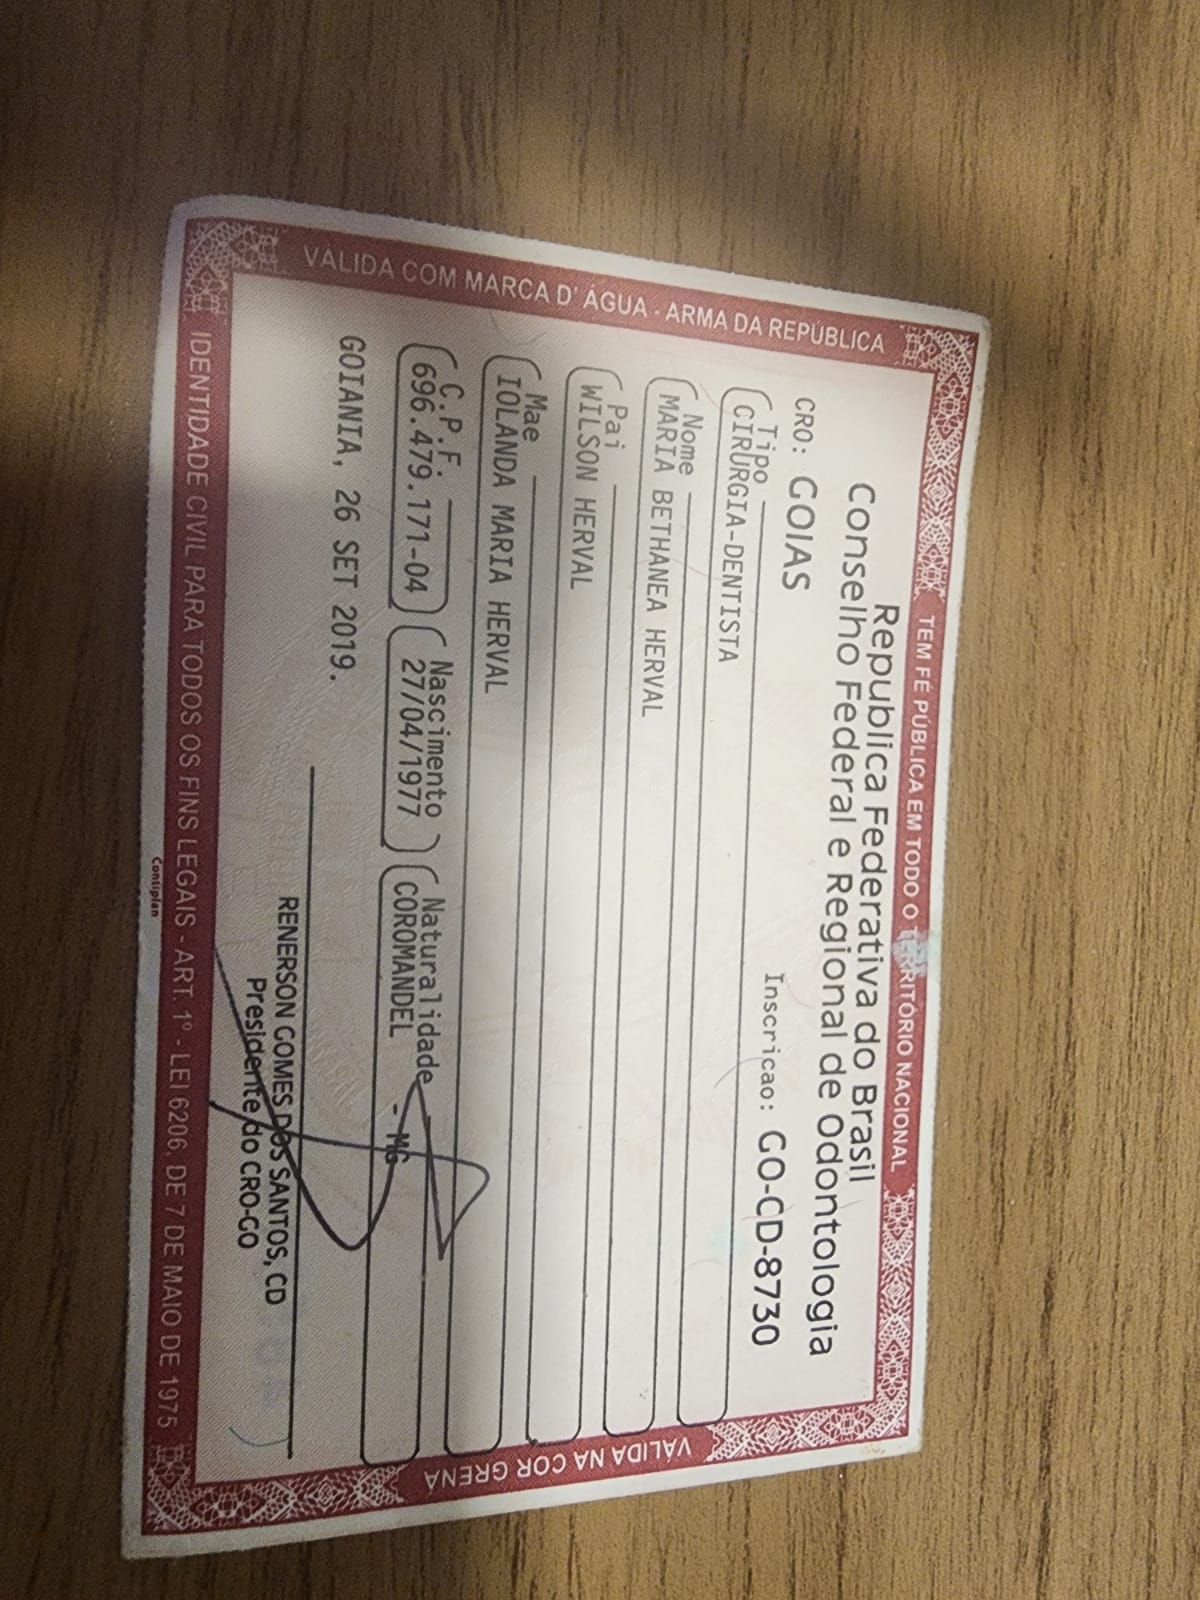 TEM FÉ PÚBLICA EM TODO O TERRITÓRIO NACIONAL
Republica Federativa do Brasil
Conselho Federal e Regional de Odontologia
CRO: GOIAS Inscricao: GO-CD-8730
Tipo
CIRURGIA-DENTISTA
Nome
MARIA BETHANEA HERVAL
Pai
WILSON HERVAL
Mae
IOLANDA MARIA HERVAL
C.P.F. Nascimento Naturalidade
696.479.171-04 27/04/1977 COROMANDEL - MG
GOIANIA, 26 SET 2019.
RENERSON GOMES DOS SANTOS, CD
Presidente do CRO-GO
VÁLIDA COM MARCA D' ÁGUA - ARMA DA REPÚBLICA
VÁLIDA NA COR GRENÁ
IDENTIDADE CIVIL PARA TODOS OS FINS LEGAIS - ART. 1º - LEI 6206, DE 7 DE MAIO DE 1975
Contiplan